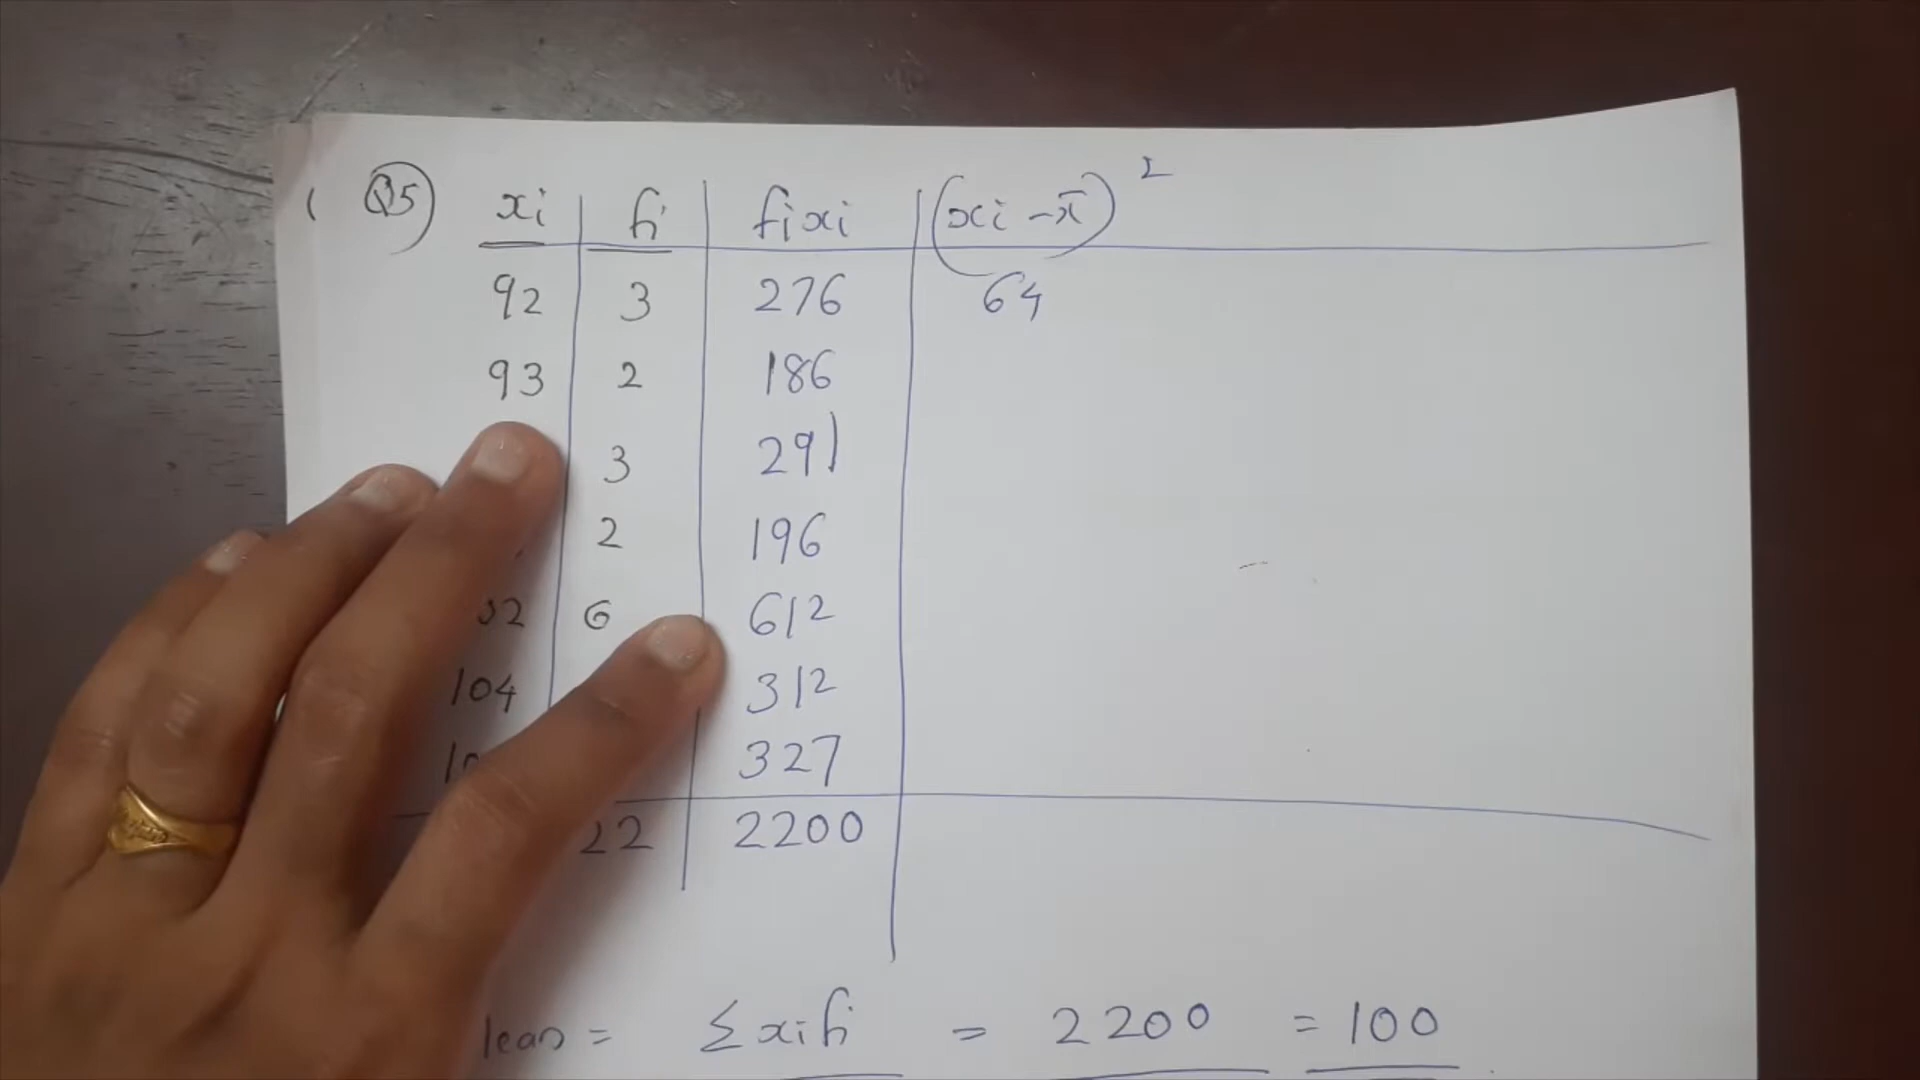 Q5 xi fi fixi (xi - x̄)²
92 3 276 64
93 2 186
3 291
2 196
6 612
104 312
327
22 2200
= Σxifi = 2200 = 100